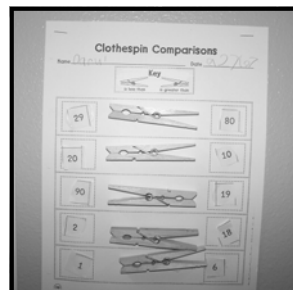 Clothespin Comparisons
Name Date
Key
is less than is greater than
29 80
20 10
90 19
2 18
1 6